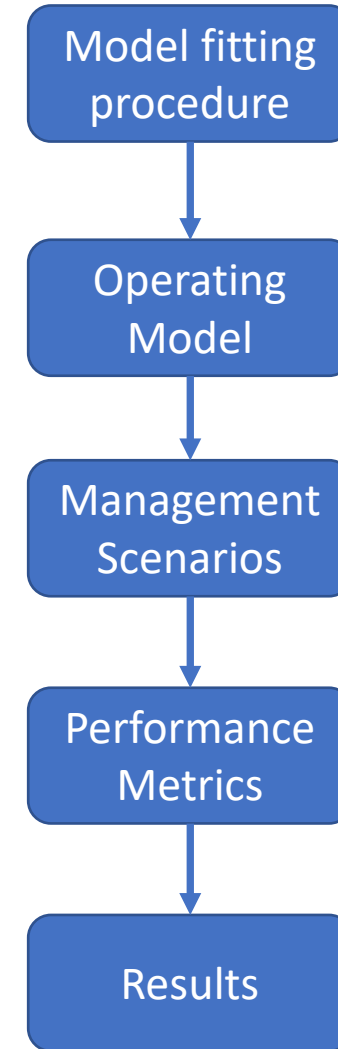 Model fitting
procedure
Operating
Model
Management
Scenarios
Performance
Metrics
Results